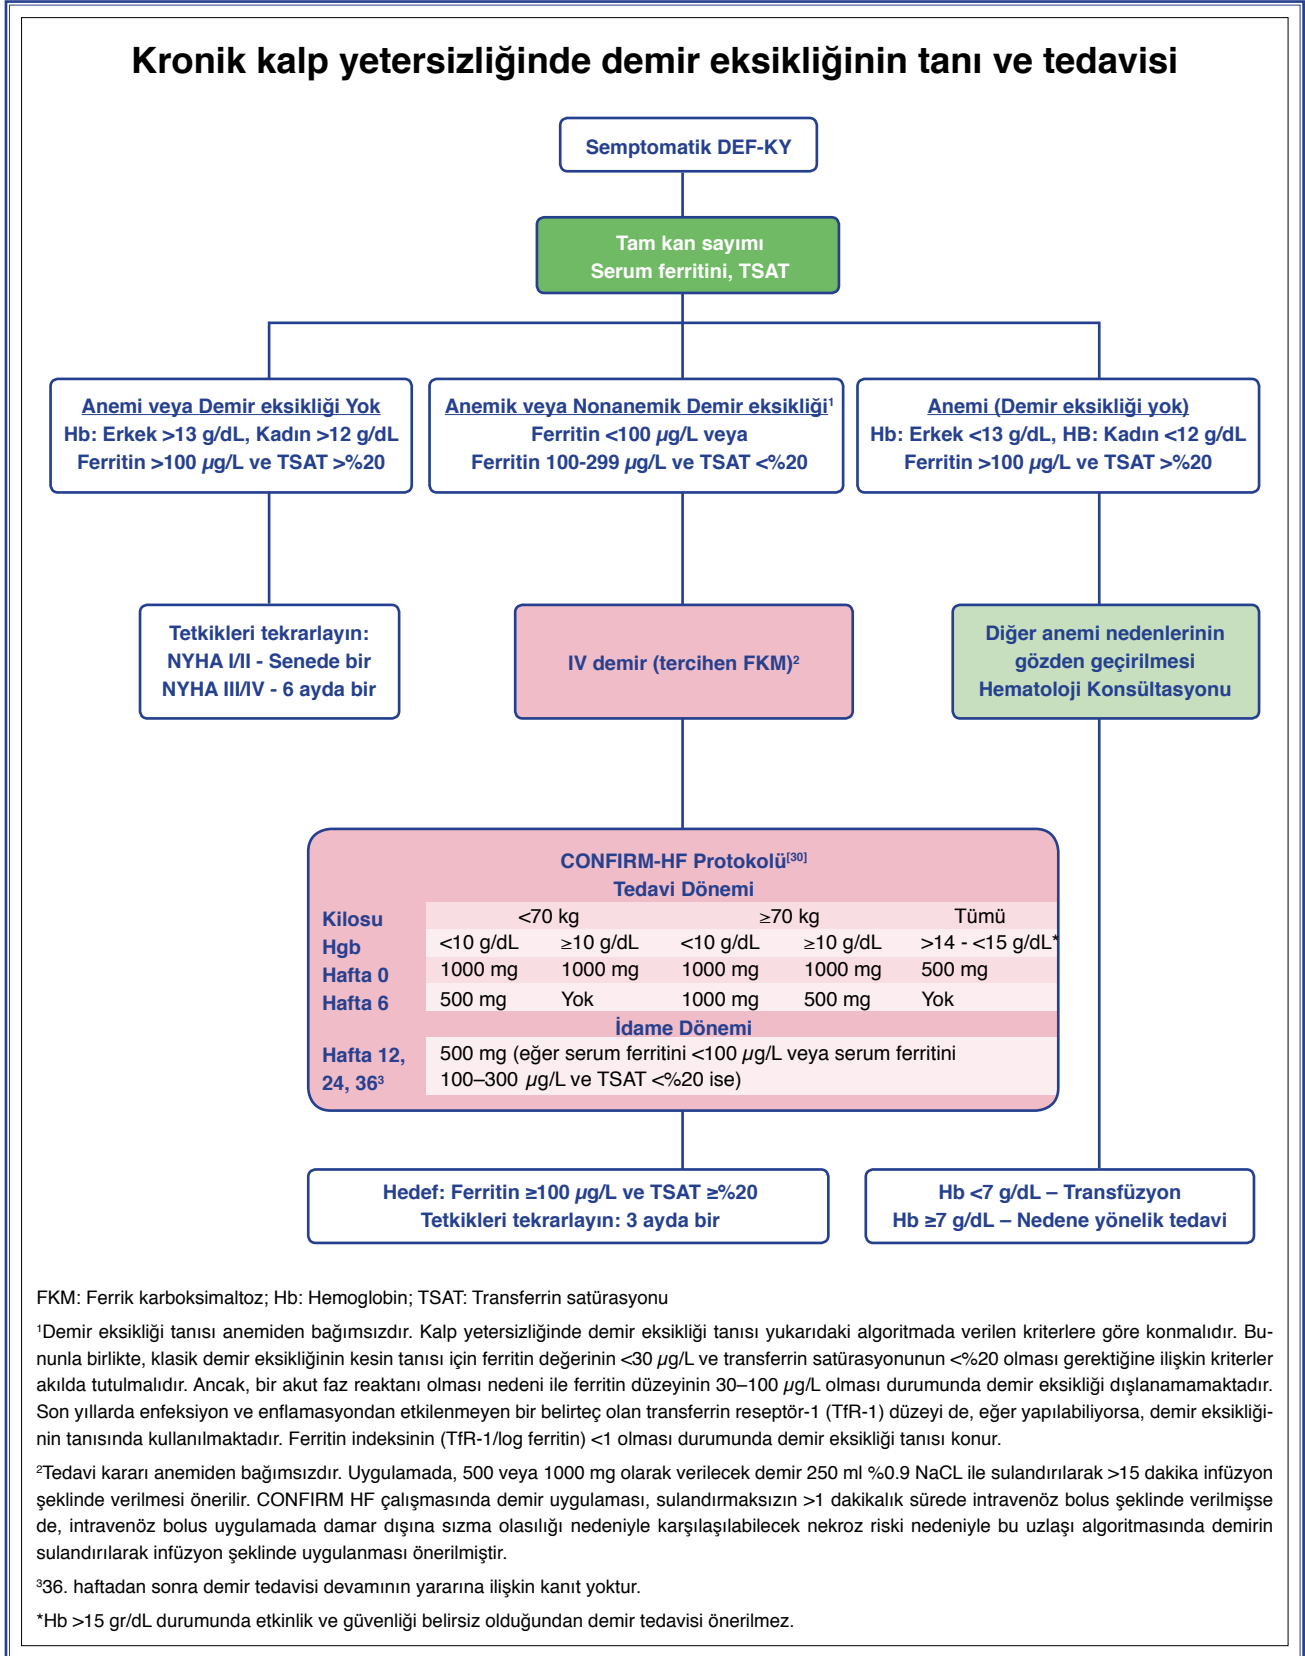 Kronik kalp yetersizliğinde demir eksikliğinin tanı ve tedavisi
Semptomatik DEF-KY
Tam kan sayımı
Serum ferritini, TSAT
Anemi veya Demir eksikliği Yok
Hb: Erkek >13 g/dL, Kadın >12 g/dL
Ferritin >100 µg/L ve TSAT >%20
Anemik veya Nonanemik Demir eksikliği¹
Ferritin <100 µg/L veya
Ferritin 100-299 µg/L ve TSAT <%20
Anemi (Demir eksikliği yok)
Hb: Erkek <13 g/dL, HB: Kadın <12 g/dL
Ferritin >100 µg/L ve TSAT >%20
Tetkikleri tekrarlayın:
NYHA I/II - Senede bir
NYHA III/IV - 6 ayda bir
IV demir (tercihen FKM)²
Diğer anemi nedenlerinin
gözden geçirilmesi
Hematoloji Konsültasyonu
CONFIRM-HF Protokolü[30]
Tedavi Dönemi
Kilosu <70 kg ≥70 kg Tümü
Hgb <10 g/dL ≥10 g/dL <10 g/dL ≥10 g/dL >14 - <15 g/dL*
Hafta 0 1000 mg 1000 mg 1000 mg 1000 mg 500 mg
Hafta 6 500 mg Yok 1000 mg 500 mg Yok
İdame Dönemi
Hafta 12, 500 mg (eğer serum ferritini <100 µg/L veya serum ferritini
24, 36³ 100–300 µg/L ve TSAT <%20 ise)
Hedef: Ferritin ≥100 µg/L ve TSAT ≥%20
Tetkikleri tekrarlayın: 3 ayda bir
Hb <7 g/dL – Transfüzyon
Hb ≥7 g/dL – Nedene yönelik tedavi
FKM: Ferrik karboksimaltoz; Hb: Hemoglobin; TSAT: Transferrin satürasyonu
¹Demir eksikliği tanısı anemiden bağımsızdır. Kalp yetersizliğinde demir eksikliği tanısı yukarıdaki algoritmada verilen kriterlere göre konmalıdır. Bu-
nunla birlikte, klasik demir eksikliğinin kesin tanısı için ferritin değerinin <30 µg/L ve transferrin satürasyonunun <%20 olması gerektiğine ilişkin kriterler
akılda tutulmalıdır. Ancak, bir akut faz reaktanı olması nedeni ile ferritin düzeyinin 30–100 µg/L olması durumunda demir eksikliği dışlanamamaktadır.
Son yıllarda enfeksiyon ve enflamasyondan etkilenmeyen bir belirteç olan transferrin reseptör-1 (TfR-1) düzeyi de, eğer yapılabiliyorsa, demir eksikliği-
nin tanısında kullanılmaktadır. Ferritin indeksinin (TfR-1/log ferritin) <1 olması durumunda demir eksikliği tanısı konur.
²Tedavi kararı anemiden bağımsızdır. Uygulamada, 500 veya 1000 mg olarak verilecek demir 250 ml %0.9 NaCL ile sulandırılarak >15 dakika infüzyon
şeklinde verilmesi önerilir. CONFIRM HF çalışmasında demir uygulaması, sulandırmaksızın >1 dakikalık sürede intravenöz bolus şeklinde verilmişse
de, intravenöz bolus uygulamada damar dışına sızma olasılığı nedeniyle karşılaşılabilecek nekroz riski nedeniyle bu uzlaşı algoritmasında demirin
sulandırılarak infüzyon şeklinde uygulanması önerilmiştir.
³36. haftadan sonra demir tedavisi devamının yararına ilişkin kanıt yoktur.
*Hb >15 gr/dL durumunda etkinlik ve güvenliği belirsiz olduğundan demir tedavisi önerilmez.